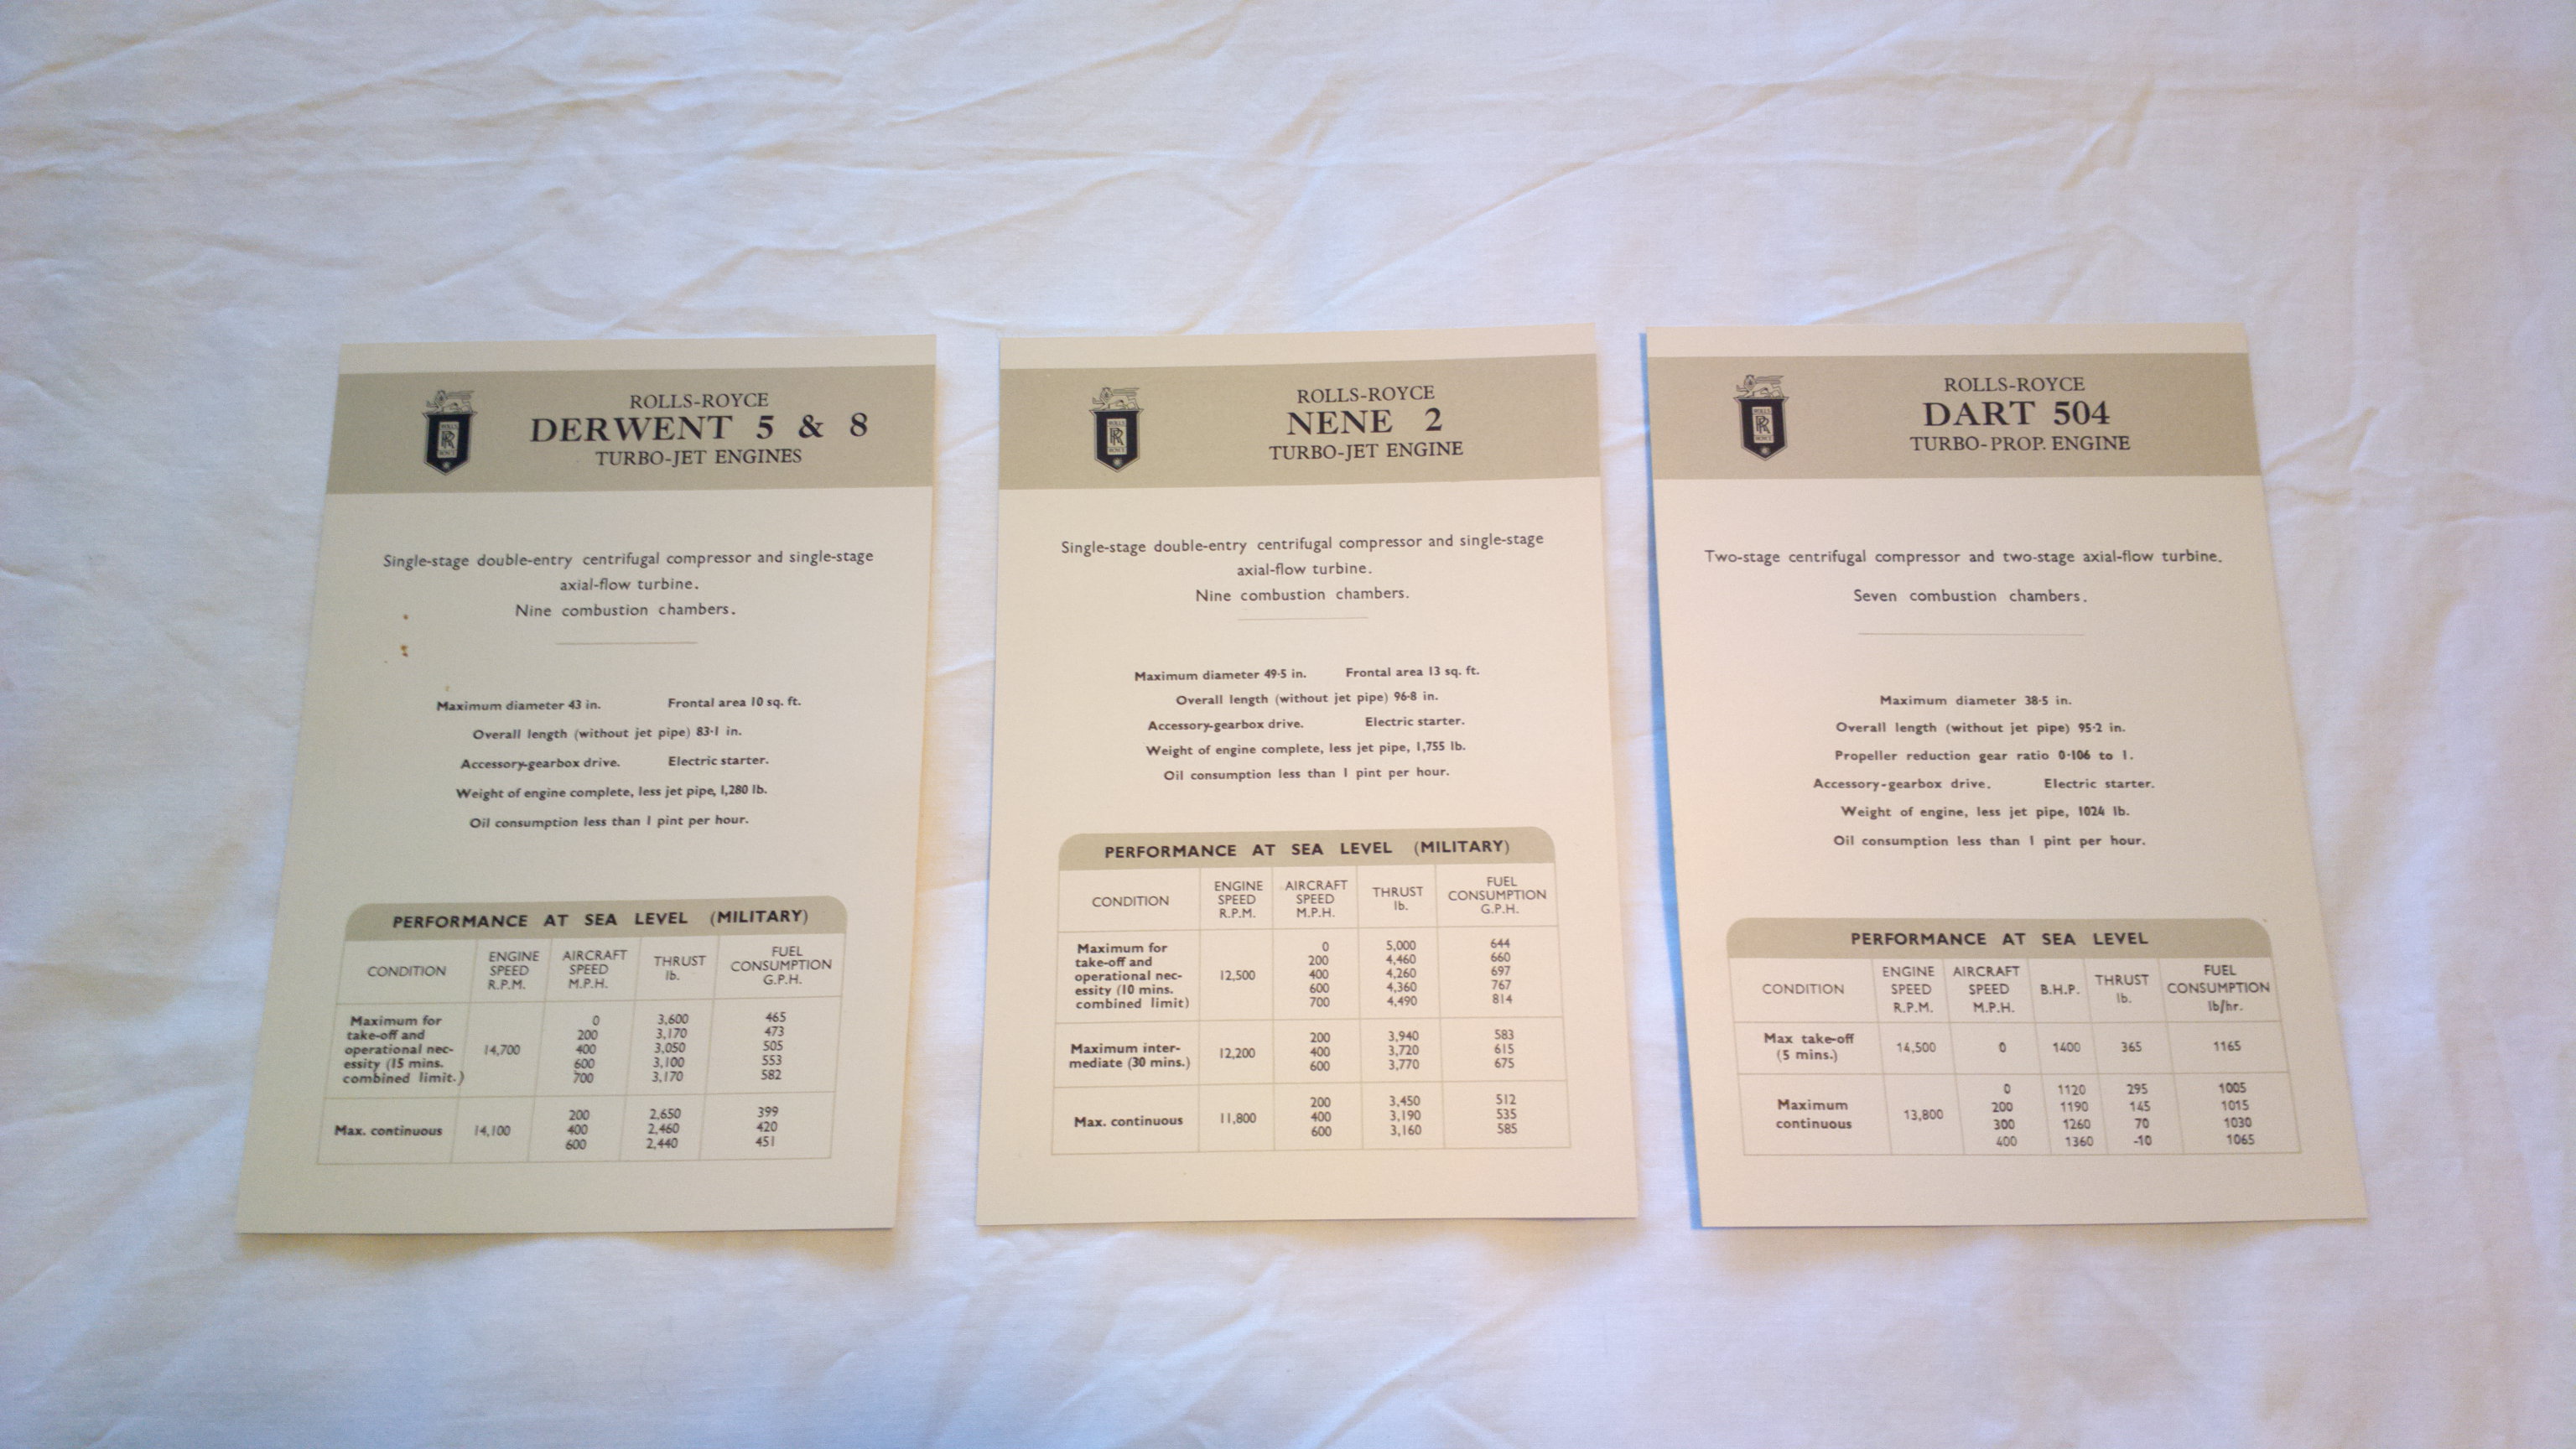 ROLLS-ROYCE
DERWENT 5 & 8
TURBO-JET ENGINES
Single-stage double-entry centrifugal compressor and single-stage
axial-flow turbine.
Nine combustion chambers.
Maximum diameter 43 in. Frontal area 10 sq. ft.
Overall length (without jet pipe) 83·1 in.
Accessory-gearbox drive. Electric starter.
Weight of engine complete, less jet pipe, 1,280 lb.
Oil consumption less than 1 pint per hour.
PERFORMANCE AT SEA LEVEL (MILITARY)
CONDITION
ENGINE
SPEED
R.P.M.
AIRCRAFT
SPEED
M.P.H.
THRUST
lb.
FUEL
CONSUMPTION
G.P.H.
Maximum for
take-off and
operational nec-
essity (15 mins.
combined limit.)
14,700
0 3,600 465
200 3,170 473
400 3,050 505
600 3,100 553
700 3,170 582
Max. continuous
14,100
200 2,650 399
400 2,460 420
600 2,440 451
ROLLS-ROYCE
NENE 2
TURBO-JET ENGINE
Single-stage double-entry centrifugal compressor and single-stage
axial-flow turbine.
Nine combustion chambers.
Maximum diameter 49·5 in. Frontal area 13 sq. ft.
Overall length (without jet pipe) 96·8 in.
Accessory-gearbox drive. Electric starter.
Weight of engine complete, less jet pipe, 1,755 lb.
Oil consumption less than 1 pint per hour.
PERFORMANCE AT SEA LEVEL (MILITARY)
CONDITION
ENGINE
SPEED
R.P.M.
AIRCRAFT
SPEED
M.P.H.
THRUST
lb.
FUEL
CONSUMPTION
G.P.H.
Maximum for
take-off and
operational nec-
essity (10 mins.
combined limit)
12,500
0 5,000 644
200 4,460 660
400 4,260 697
600 4,360 767
700 4,490 814
Maximum inter-
mediate (30 mins.)
12,200
200 3,940 583
400 3,720 615
600 3,770 675
Max. continuous
11,800
200 3,450 512
400 3,190 535
600 3,160 585
ROLLS-ROYCE
DART 504
TURBO-PROP. ENGINE
Two-stage centrifugal compressor and two-stage axial-flow turbine.
Seven combustion chambers.
Maximum diameter 38·5 in.
Overall length (without jet pipe) 95·2 in.
Propeller reduction gear ratio 0·106 to 1.
Accessory-gearbox drive. Electric starter.
Weight of engine, less jet pipe, 1024 lb.
Oil consumption less than 1 pint per hour.
PERFORMANCE AT SEA LEVEL
CONDITION
ENGINE
SPEED
R.P.M.
AIRCRAFT
SPEED
M.P.H.
B.H.P.
THRUST
lb.
FUEL
CONSUMPTION
lb/hr.
Max take-off
(5 mins.)
14,500 0 1400 365 1165
Maximum
continuous
13,800
0 1120 295 1005
200 1190 145 1015
300 1260 70 1030
400 1360 -10 1065